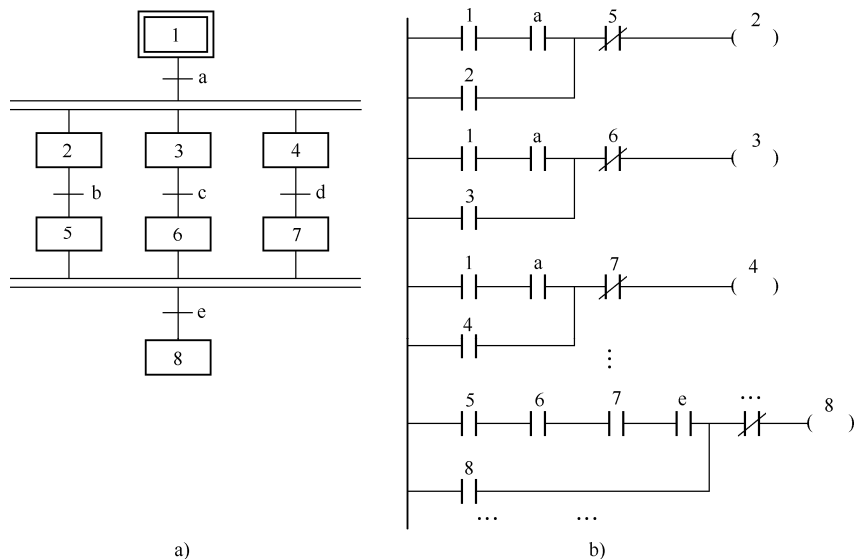 1
a
2 3 4
b c d
5 6 7
e
8
a)
1 a 5 ( 2 )
2
1 a 6 ( 3 )
3
1 a 7 ( 4 )
4
⋮
5 6 7 e … ( 8 )
8
… …
b)